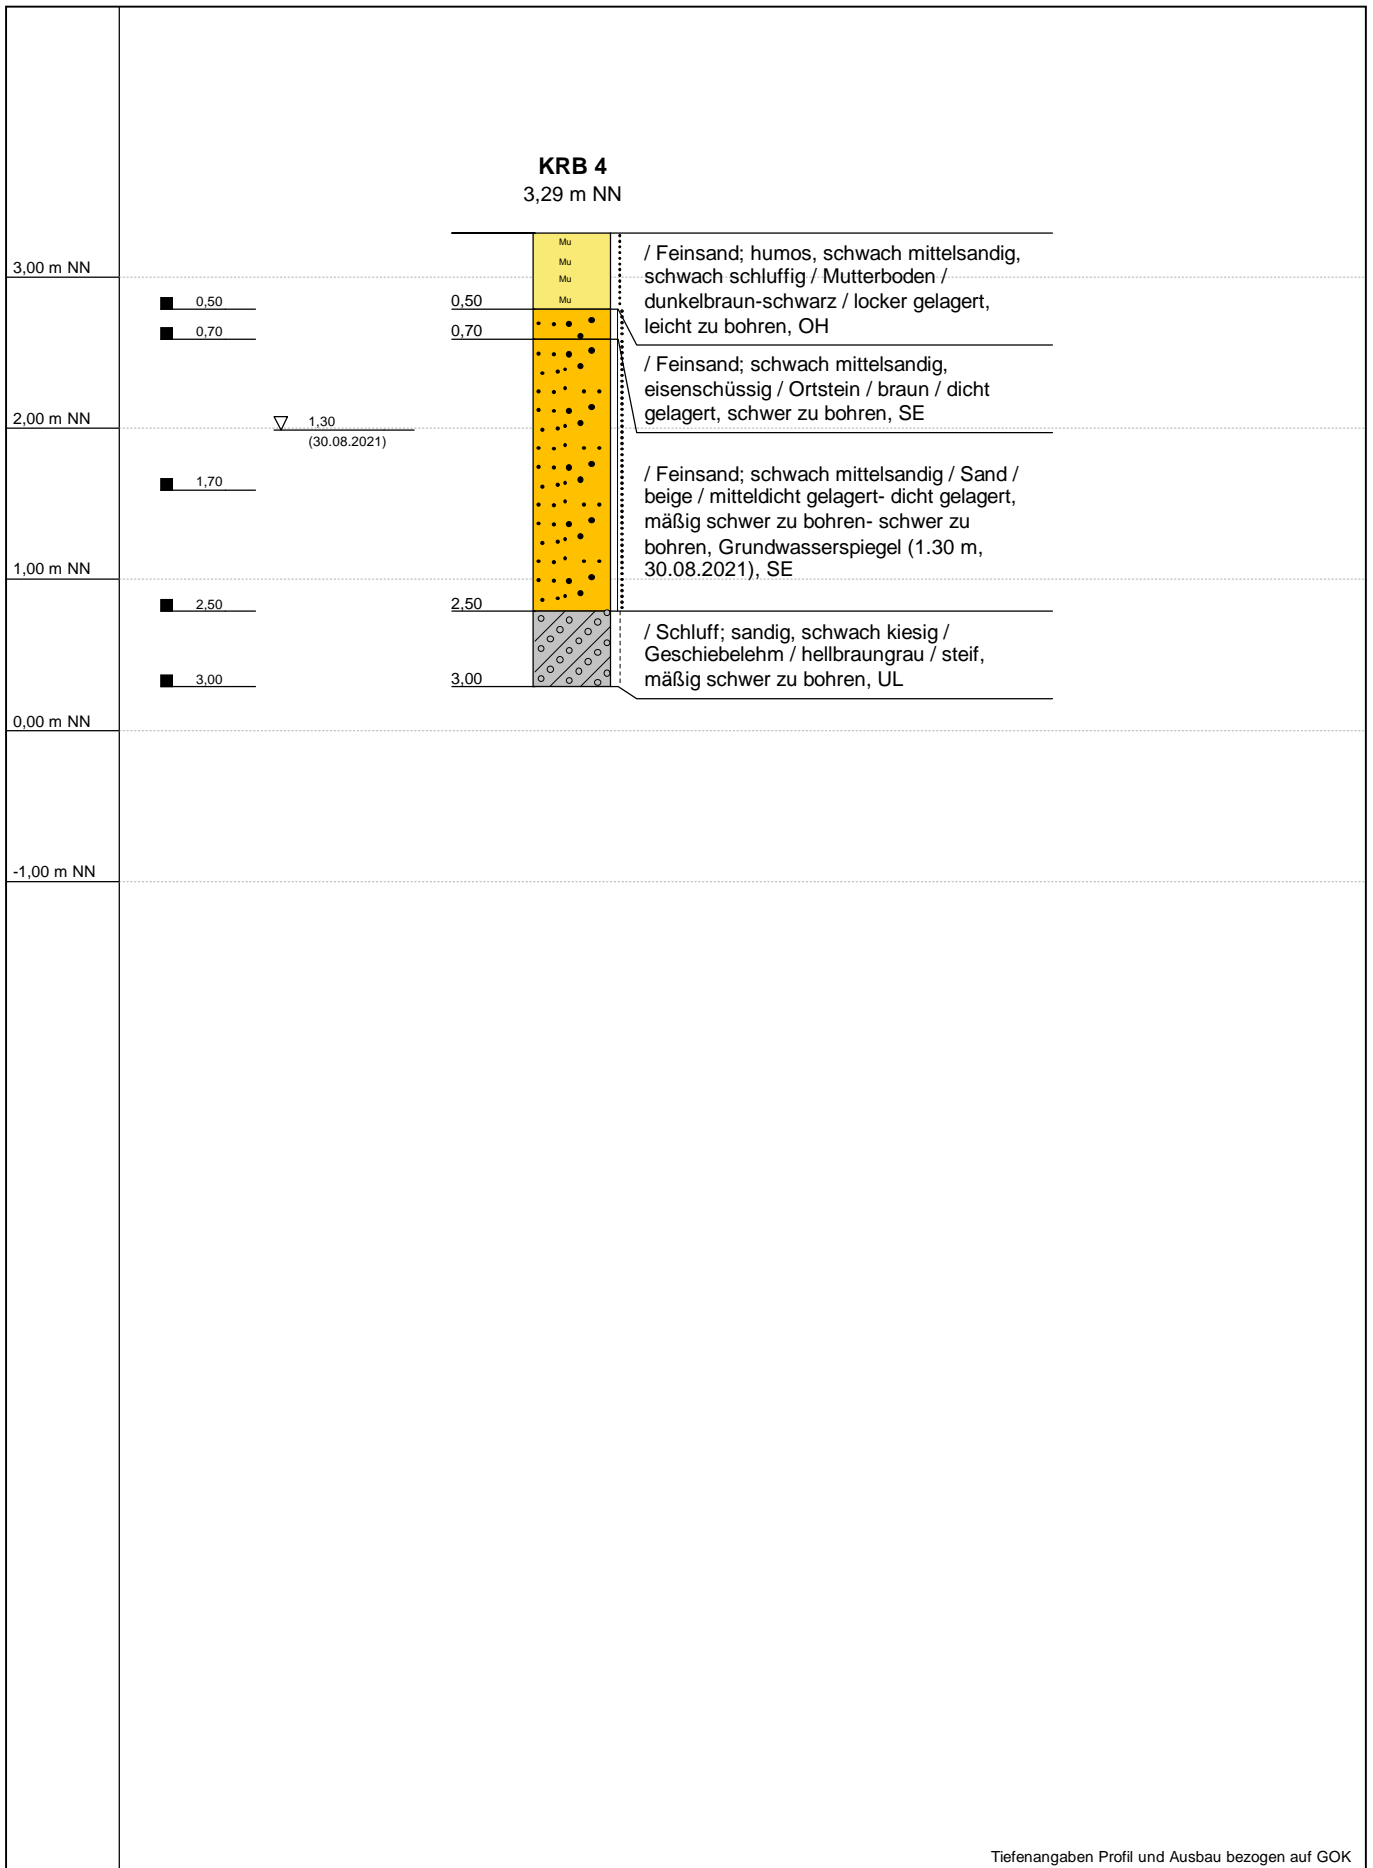 KRB 4
3,29 m NN
Mu
Mu
Mu
Mu
/ Feinsand; humos, schwach mittelsandig,
schwach schluffig / Mutterboden /
dunkelbraun-schwarz / locker gelagert,
leicht zu bohren, OH
3,00 m NN
0,50
0,50
0,70
0,70
/ Feinsand; schwach mittelsandig,
eisenschüssig / Ortstein / braun / dicht
gelagert, schwer zu bohren, SE
2,00 m NN
1,30
(30.08.2021)
1,70
/ Feinsand; schwach mittelsandig / Sand /
beige / mitteldicht gelagert- dicht gelagert,
mäßig schwer zu bohren- schwer zu
bohren, Grundwasserspiegel (1.30 m,
30.08.2021), SE
1,00 m NN
2,50
2,50
/ Schluff; sandig, schwach kiesig /
Geschiebelehm / hellbraungrau / steif,
mäßig schwer zu bohren, UL
3,00
3,00
0,00 m NN
-1,00 m NN
Tiefenangaben Profil und Ausbau bezogen auf GOK